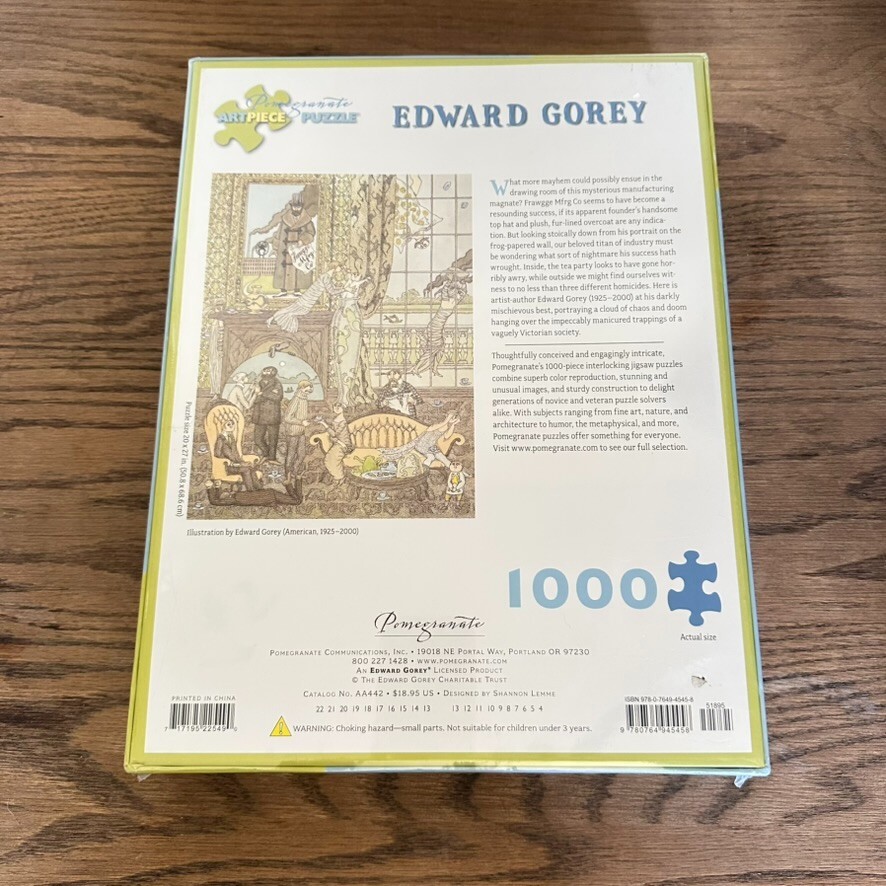 Pomegranate
ARTPIECE PUZZLE
EDWARD GOREY
What more mayhem could possibly ensue in the
drawing room of this mysterious manufacturing
magnate? Frawgge Mfrg Co seems to have become a
resounding success, if its apparent founder's handsome
top hat and plush, fur-lined overcoat are any indica-
tion. But looking stoically down from his portrait on the
frog-papered wall, our beloved titan of industry must
be wondering what sort of nightmare his success hath
wrought. Inside, the tea party looks to have gone hor-
ribly awry, while outside we might find ourselves wit-
ness to no less than three different homicides. Here is
artist-author Edward Gorey (1925–2000) at his darkly
mischievous best, portraying a cloud of chaos and doom
hanging over the impeccably manicured trappings of a
vaguely Victorian society.
Thoughtfully conceived and engagingly intricate,
Pomegranate's 1000-piece interlocking jigsaw puzzles
combine superb color reproduction, stunning and
unusual images, and sturdy construction to delight
generations of novice and veteran puzzle solvers
alike. With subjects ranging from fine art, nature, and
architecture to humor, the metaphysical, and more,
Pomegranate puzzles offer something for everyone.
Visit www.pomegranate.com to see our full selection.
Puzzle size 20 x 27 in. (50.8 x 68.6 cm)
Illustration by Edward Gorey (American, 1925–2000)
1000
Actual size
Pomegranate
POMEGRANATE COMMUNICATIONS, INC. • 19018 NE PORTAL WAY, PORTLAND OR 97230
800 227 1428 • WWW.POMEGRANATE.COM
AN EDWARD GOREY® LICENSED PRODUCT
© THE EDWARD GOREY CHARITABLE TRUST
CATALOG NO. AA442 • $18.95 US • DESIGNED BY SHANNON LEMME
22 21 20 19 18 17 16 15 14 13 13 12 11 10 9 8 7 6 5 4
WARNING: Choking hazard—small parts. Not suitable for children under 3 years.
PRINTED IN CHINA
7 17195 22549 6
ISBN 978-0-7649-4545-8
51895
9 780764 945458